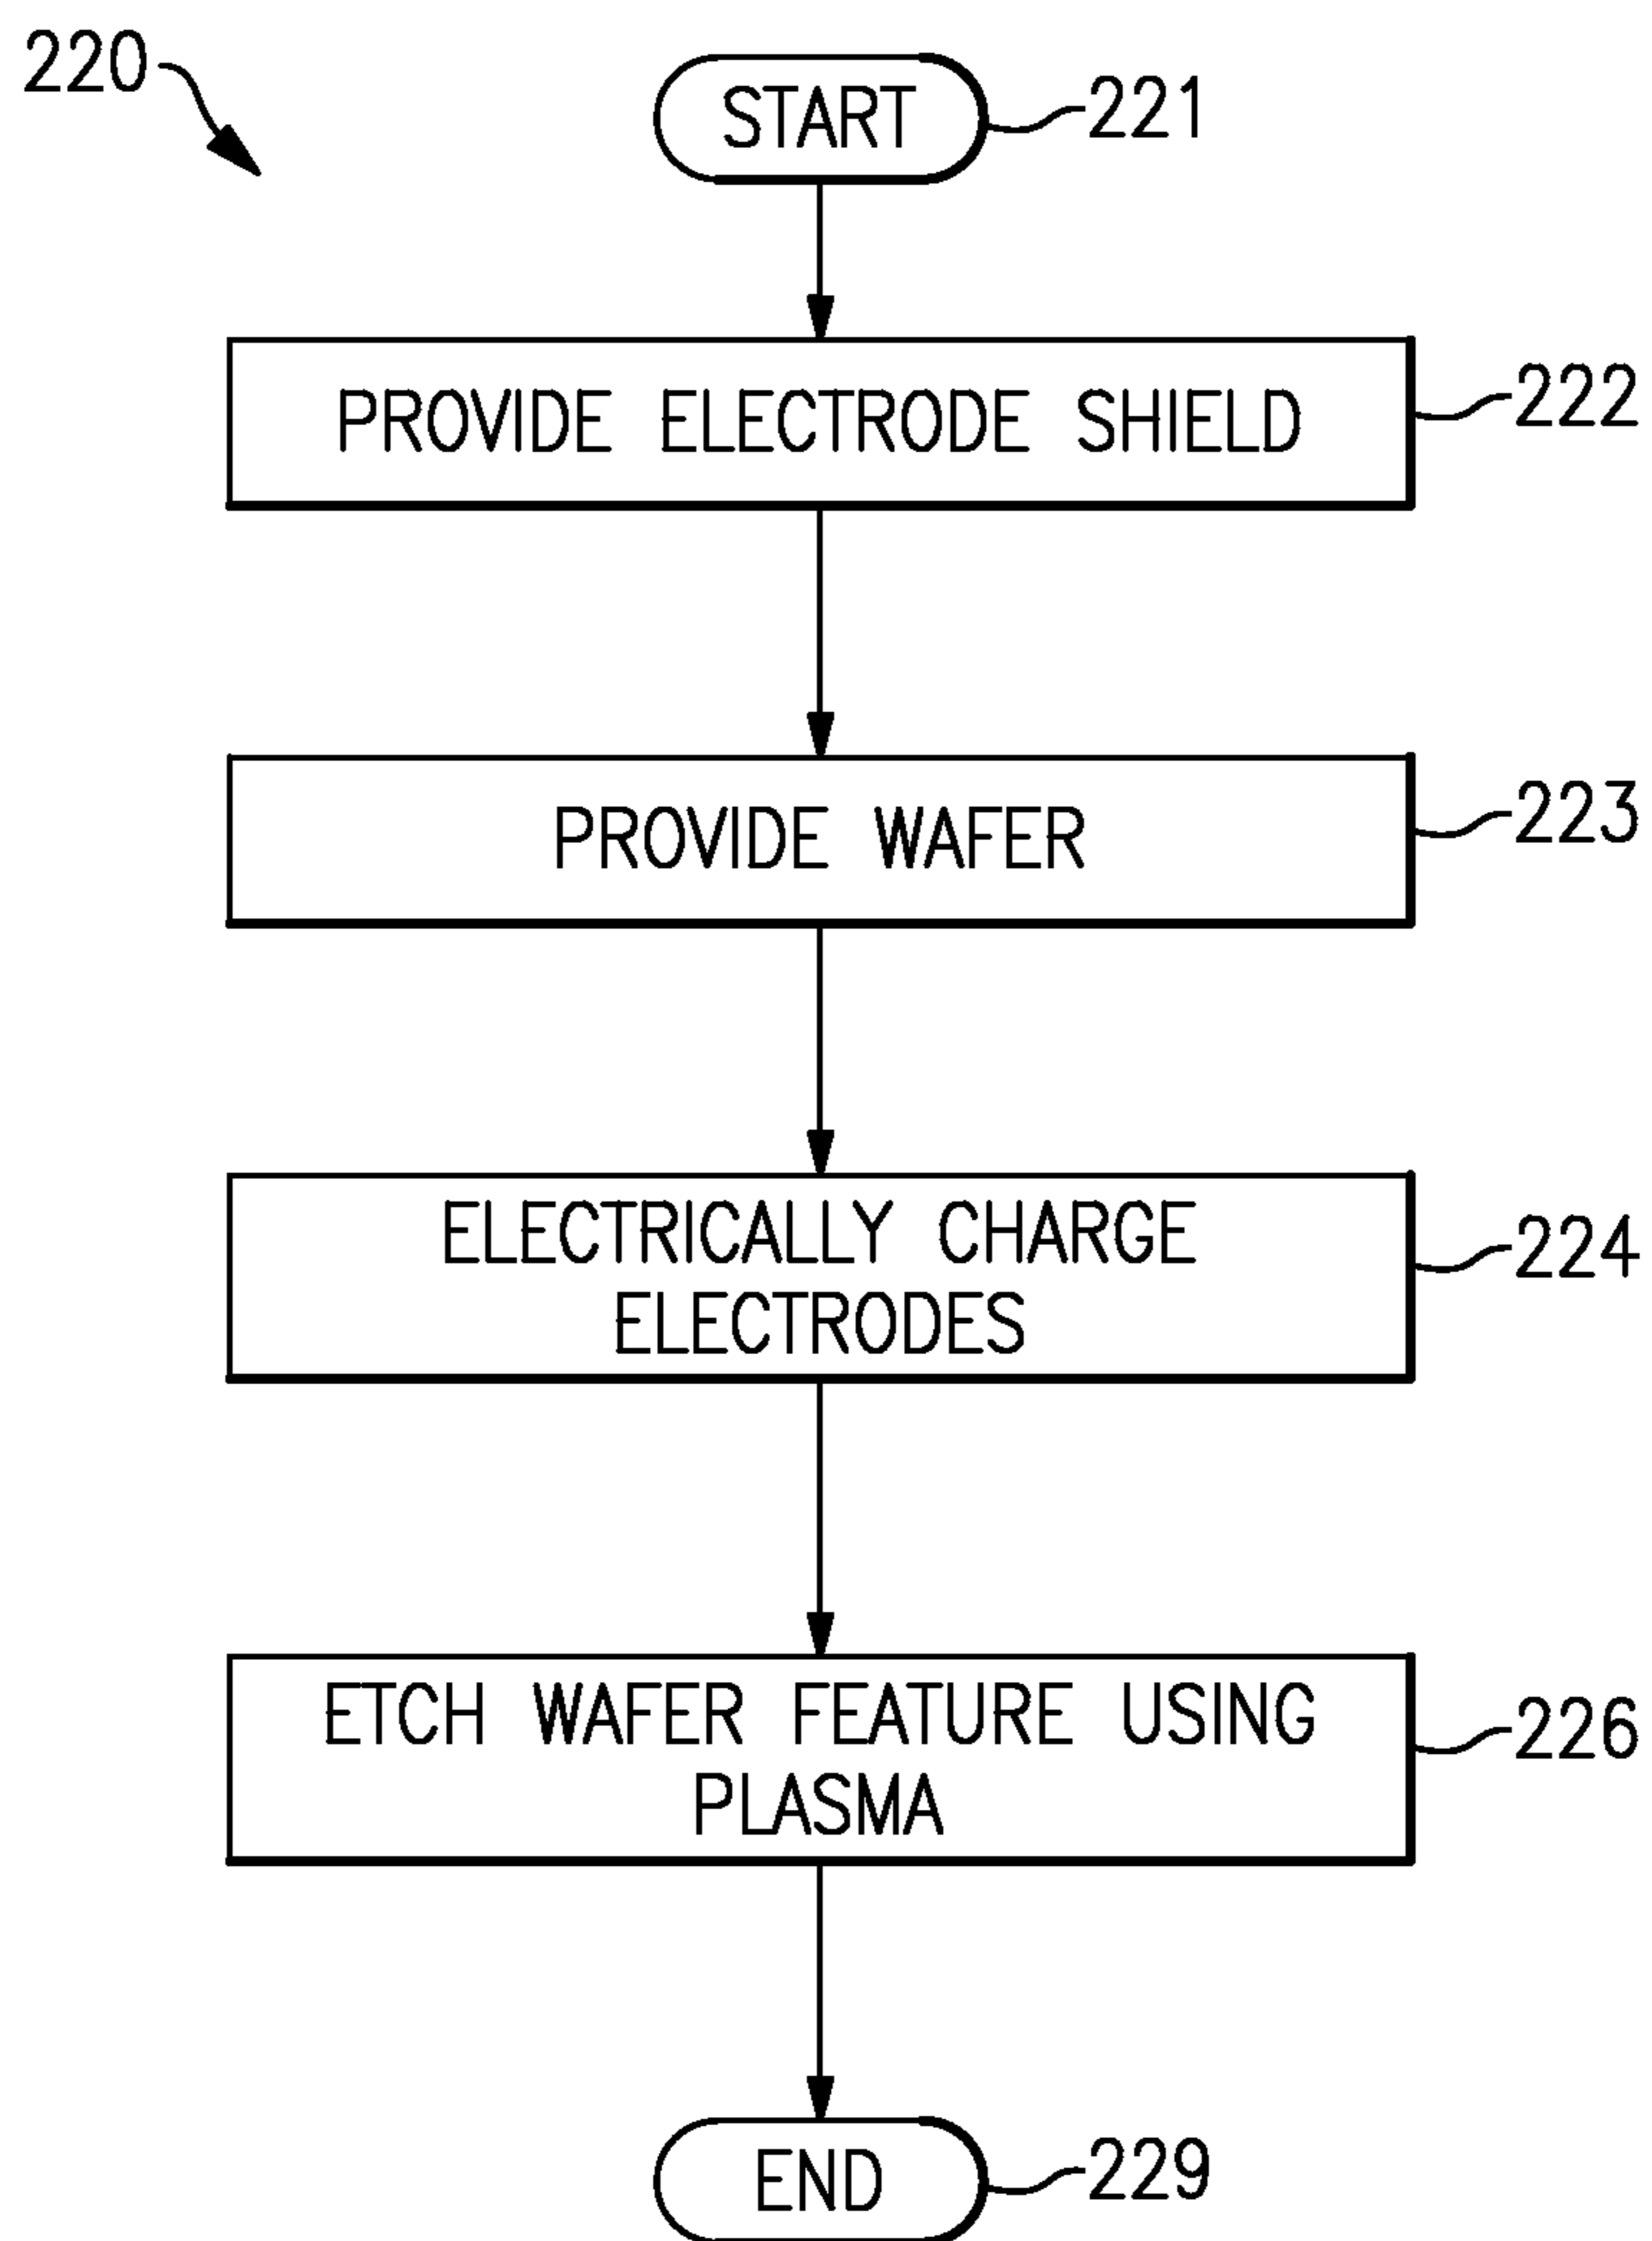 220
START
221
PROVIDE ELECTRODE SHIELD
222
PROVIDE WAFER
223
ELECTRICALLY CHARGE
ELECTRODES
224
ETCH WAFER FEATURE USING
PLASMA
226
END
229